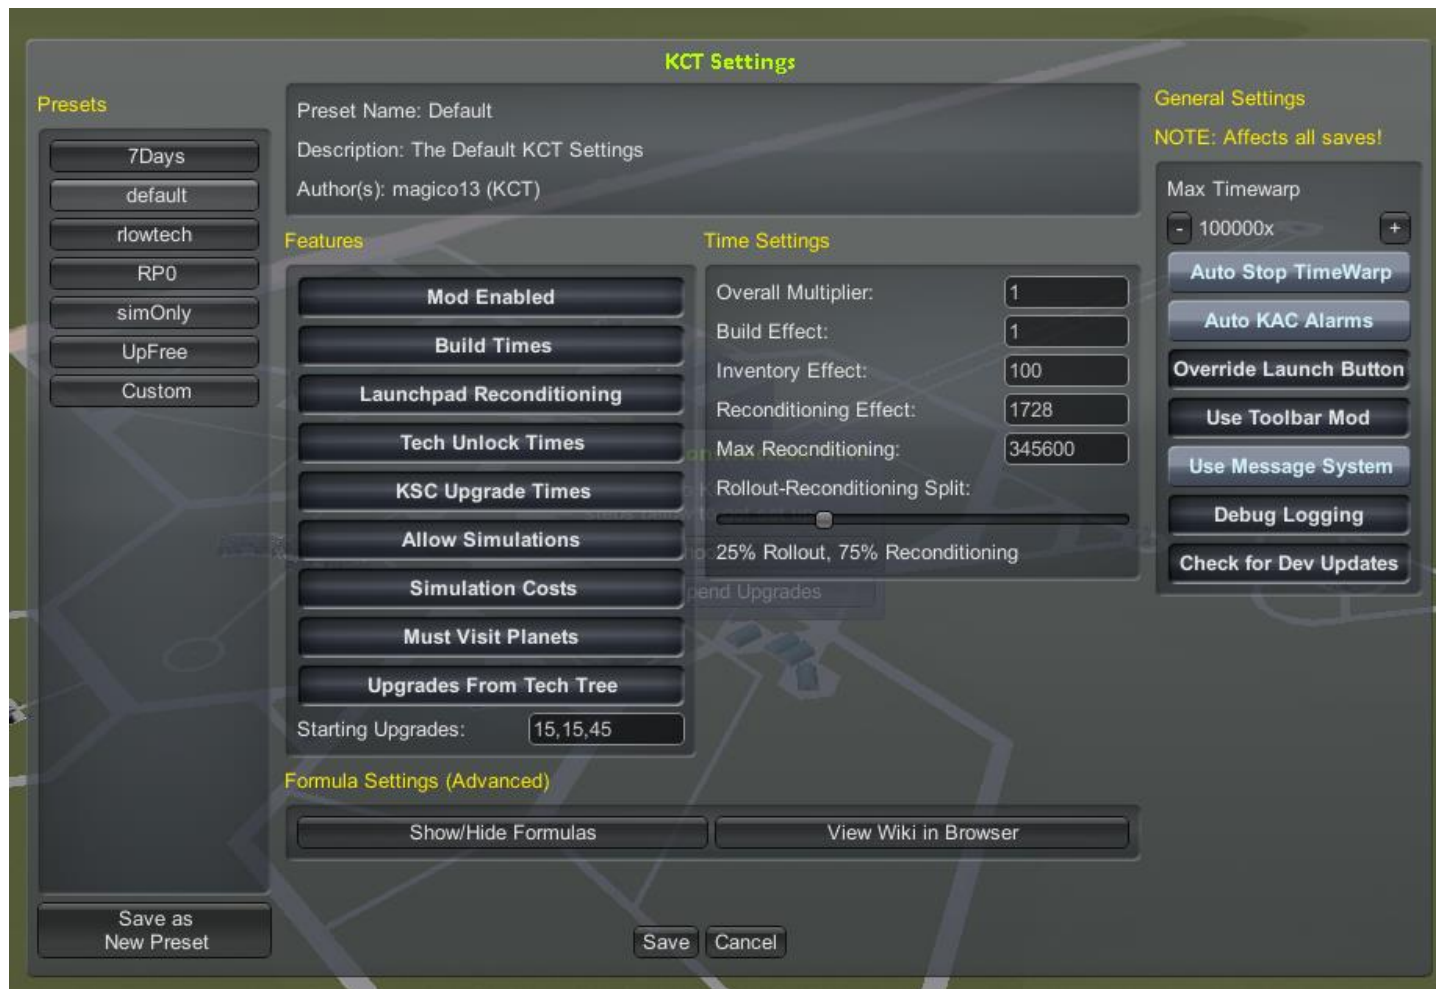 KCT Settings
Presets
7Days
default
rlowtech
RP0
simOnly
UpFree
Custom
Save as
New Preset
Preset Name: Default
Description: The Default KCT Settings
Author(s): magico13 (KCT)
Features
Mod Enabled
Build Times
Launchpad Reconditioning
Tech Unlock Times
KSC Upgrade Times
Allow Simulations
Simulation Costs
Must Visit Planets
Upgrades From Tech Tree
Starting Upgrades: 15,15,45
Time Settings
Overall Multiplier: 1
Build Effect: 1
Inventory Effect: 100
Reconditioning Effect: 1728
Max Reocnditioning: 345600
Rollout-Reconditioning Split:
25% Rollout, 75% Reconditioning
pend Upgrades
Formula Settings (Advanced)
Show/Hide Formulas
View Wiki in Browser
Save
Cancel
General Settings
NOTE: Affects all saves!
Max Timewarp
- 100000x +
Auto Stop TimeWarp
Auto KAC Alarms
Override Launch Button
Use Toolbar Mod
Use Message System
Debug Logging
Check for Dev Updates